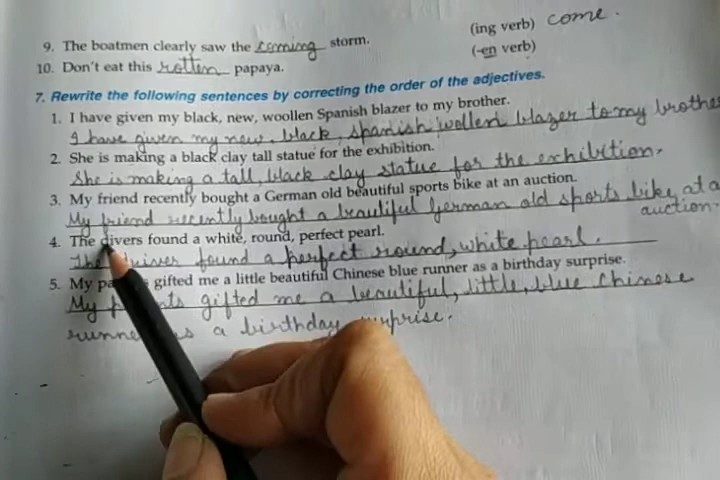 9. The boatmen clearly saw the coming storm. (ing verb) come.
10. Don't eat this rotten papaya. (-en verb)
7. Rewrite the following sentences by correcting the order of the adjectives.
1. I have given my black, new, woollen Spanish blazer to my brother.
I have given my new, black, spanish wollen blazer to my brothe
2. She is making a black clay tall statue for the exhibition.
She is making a tall, black clay statue for the exhibition.
3. My friend recently bought a German old beautiful sports bike at an auction.
My friend recently bought a beautiful german old sports bike at a
auction.
4. The divers found a white, round, perfect pearl.
The driver found a perfect round, white pearl.
5. My pa gifted me a little beautiful Chinese blue runner as a birthday surprise.
My p nts gifted me a beautiful, little, blue Chinese
runne s a birthday surprise.